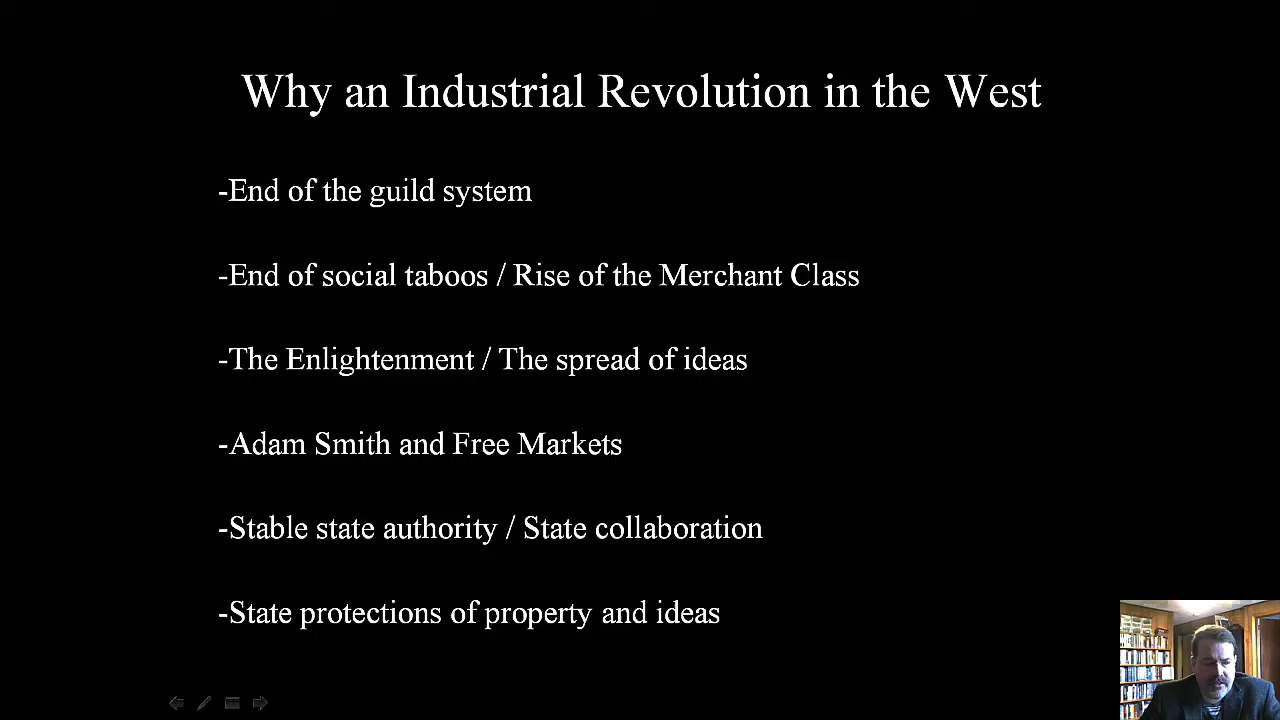 Why an Industrial Revolution in the West
-End of the guild system
-End of social taboos / Rise of the Merchant Class
-The Enlightenment / The spread of ideas
-Adam Smith and Free Markets
-Stable state authority / State collaboration
-State protections of property and ideas